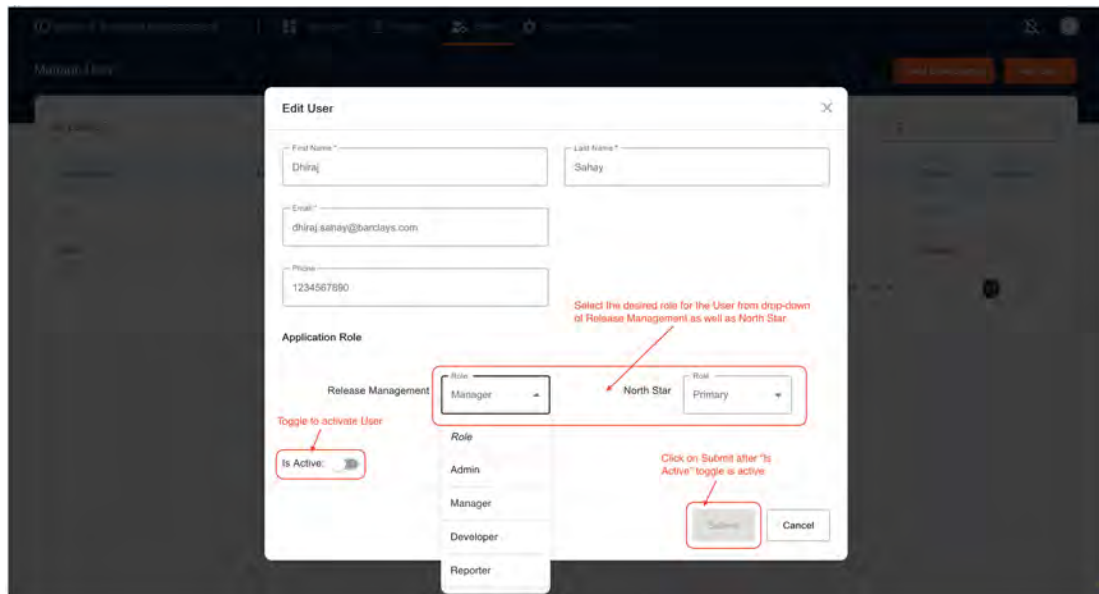 Manage User
Edit User
First Name *
Dhiraj
Last Name *
Sahay
Email *
dhiraj.sahay@barclays.com
Phone
1234567890
Select the desired role for the User from drop-down
of Release Management as well as North Star
Application Role
Release Management
Role
Manager
North Star
Role
Primary
Toggle to activate User
Role
Is Active:
Admin
Click on Submit after "Is
Active" toggle is active
Manager
Submit
Cancel
Developer
Reporter